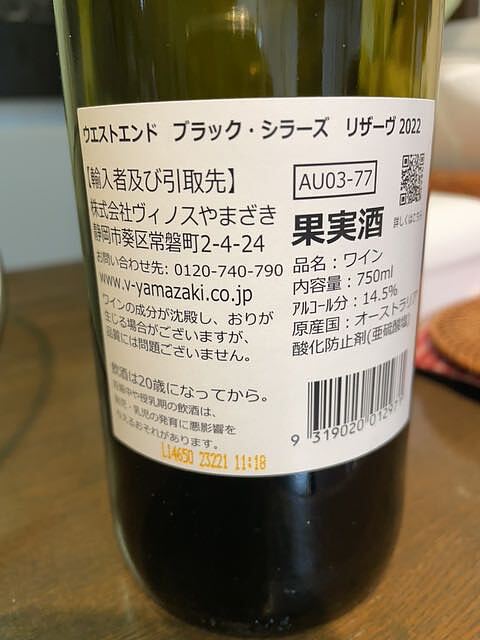 ウエストエンド ブラック・シラーズ リザーヴ 2022
【輸入者及び引取先】
株式会社ヴィノスやまざき
静岡市葵区常磐町2-4-24
お問い合わせ先: 0120-740-790
www.v-yamazaki.co.jp
ワインの成分が沈殿し、おりが
生じる場合がございますが、
品質には問題ございません。
飲酒は20歳になってから。
妊娠中や授乳期の飲酒は、
胎児・乳児の発育に悪影響を
与えるおそれがあります。
L14650 23221 11:18
AU03-77
詳しくはこちら
果実酒
品名：ワイン
内容量：750ml
アルコール分：14.5%
原産国：オーストラリア
酸化防止剤(亜硫酸塩)
9 319020 01297